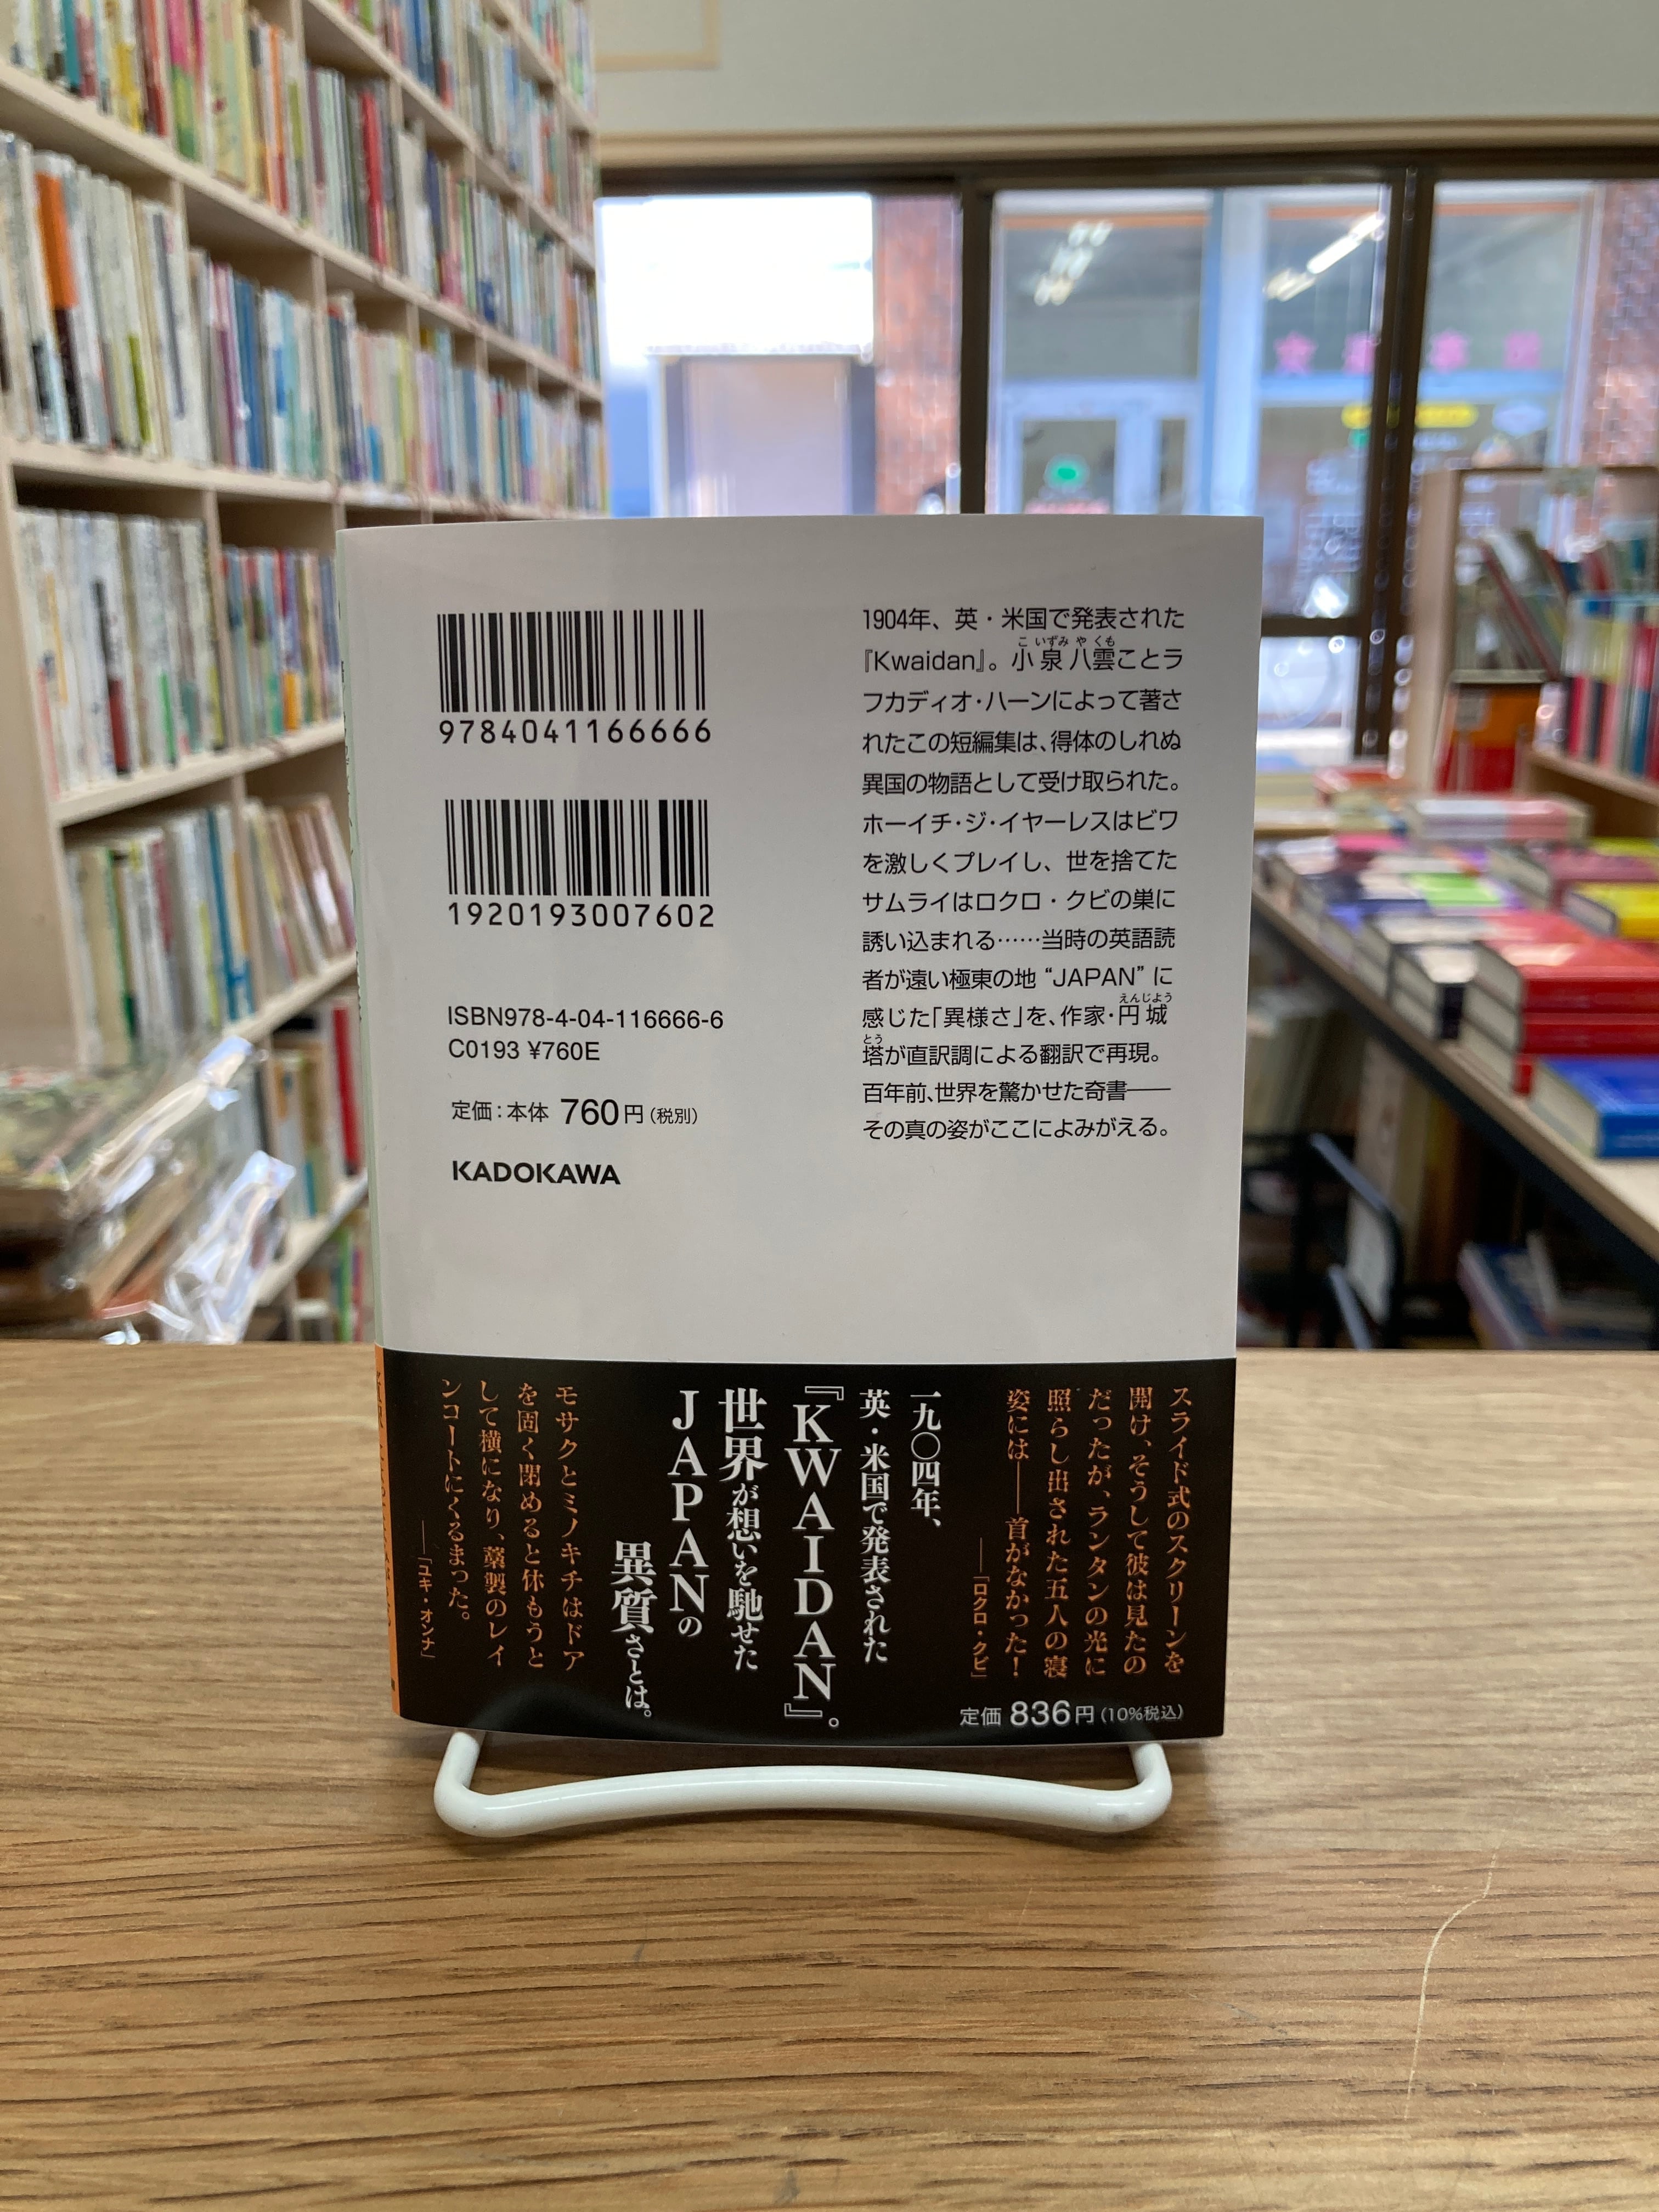 9784041166666
1920193007602
ISBN978-4-04-116666-6
C0193 ¥760E
定価：本体 760円（税別）
KADOKAWA
1904年、英・米国で発表された
『Kwaidan』。小泉八雲ことラ
フカディオ・ハーンによって著さ
れたこの短編集は、得体のしれぬ
異国の物語として受け取られた。
ホーイチ・ジ・イヤーレスはビワ
を激しくプレイし、世を捨てた
サムライはロクロ・クビの巣に
誘い込まれる……当時の英語読
者が遠い極東の地“JAPAN”に
感じた「異様さ」を、作家・円城
塔が直訳調による翻訳で再現。
百年前、世界を驚かせた奇書――
その真の姿がここによみがえる。
スライド式のスクリーンを
開け、そうして彼は見たの
だったが、ランタンの光に
照らし出された五人の寝
姿には――首がなかった！
――「ロクロ・クビ」
一九〇四年、
英・米国で発表された
『KWAIDAN』。
世界が想いを馳せた
JAPANの
異質さとは。
モサクとミノキチはドア
を固く閉めると休もうと
して横になり、藁製のレイ
ンコートにくるまった。
――「ユキ・オンナ」
定価 836円（10%税込）